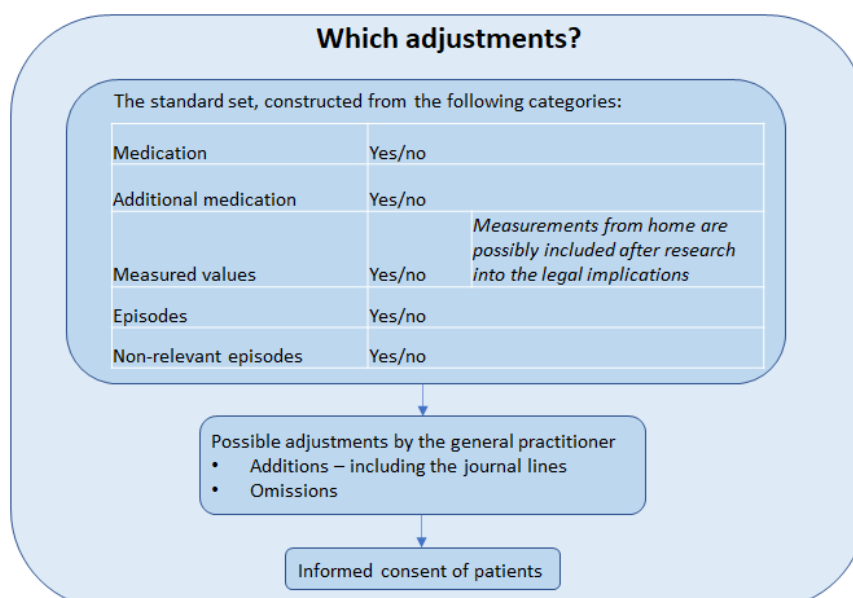 Which adjustments?
The standard set, constructed from the following categories:
Medication Yes/no
Additional medication Yes/no
Measured values Yes/no
Measurements from home are
possibly included after research
into the legal implications
Episodes Yes/no
Non-relevant episodes Yes/no
Possible adjustments by the general practitioner
• Additions – including the journal lines
• Omissions
Informed consent of patients